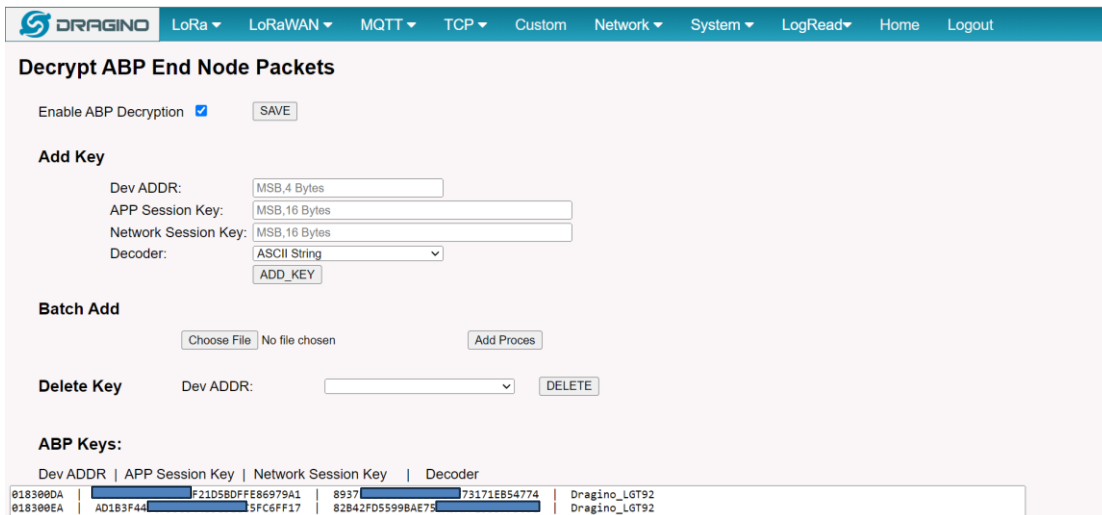 DRAGINO LoRa LoRaWAN MQTT TCP Custom Network System LogRead Home Logout
Decrypt ABP End Node Packets
Enable ABP Decryption SAVE
Add Key
Dev ADDR: MSB,4 Bytes
APP Session Key: MSB,16 Bytes
Network Session Key: MSB,16 Bytes
Decoder: ASCII String
ADD_KEY
Batch Add
Choose File No file chosen Add Proces
Delete Key Dev ADDR: DELETE
ABP Keys:
Dev ADDR | APP Session Key | Network Session Key | Decoder
018300DA | F21D5BDFFE86979A1 | 8937 73171EB54774 | Dragino_LGT92
018300EA | AD1B3F44 5FC6FF17 | 82B42FD5599BAE75 | Dragino_LGT92